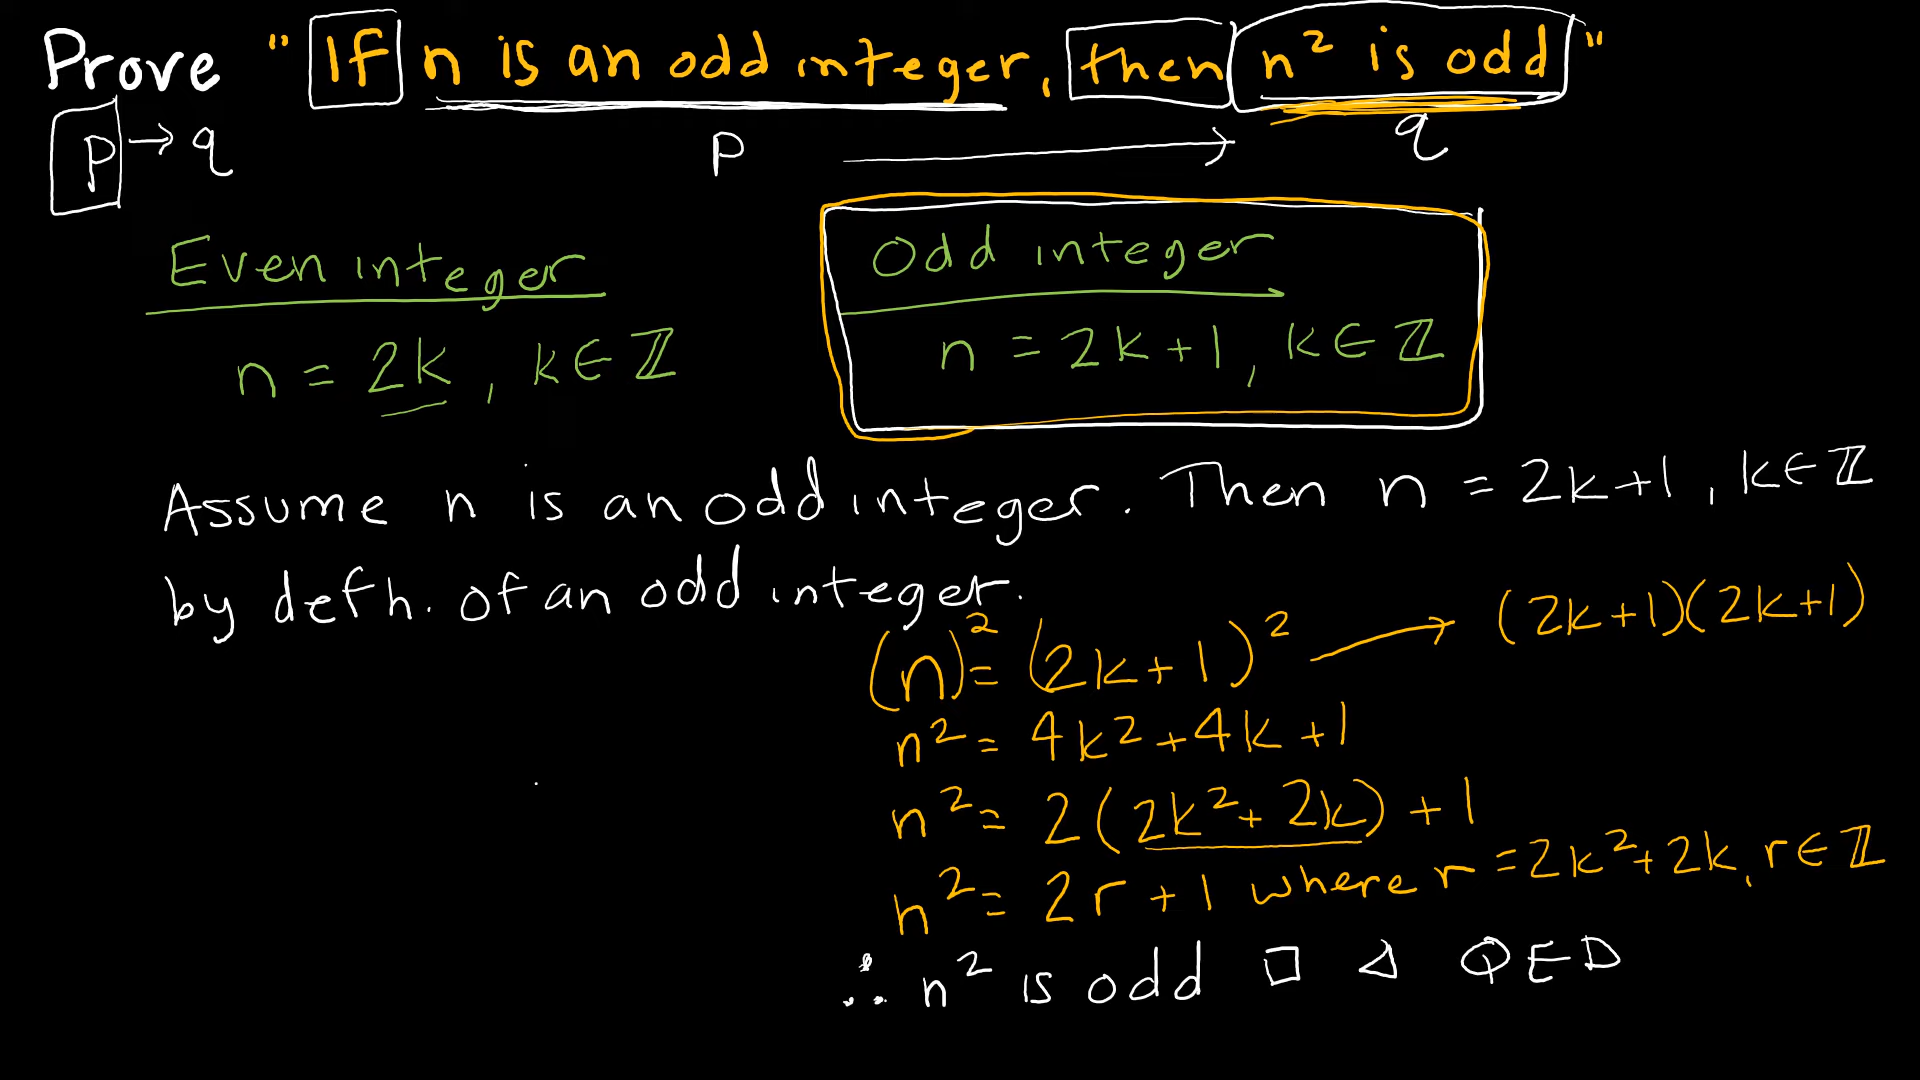 Prove "If n is an odd integer, then n² is odd"
p → q
p → q
Even integer
n = 2k, k∈ℤ
Odd integer
n = 2k+1, k∈ℤ
Assume n is an odd integer. Then n = 2k+1, k∈ℤ
by defn. of an odd integer.
(n)² = (2k+1)² → (2k+1)(2k+1)
n² = 4k²+4k+1
n² = 2(2k²+2k)+1
n² = 2r+1 where r=2k²+2k, r∈ℤ
∴ n² is odd □ △ QED